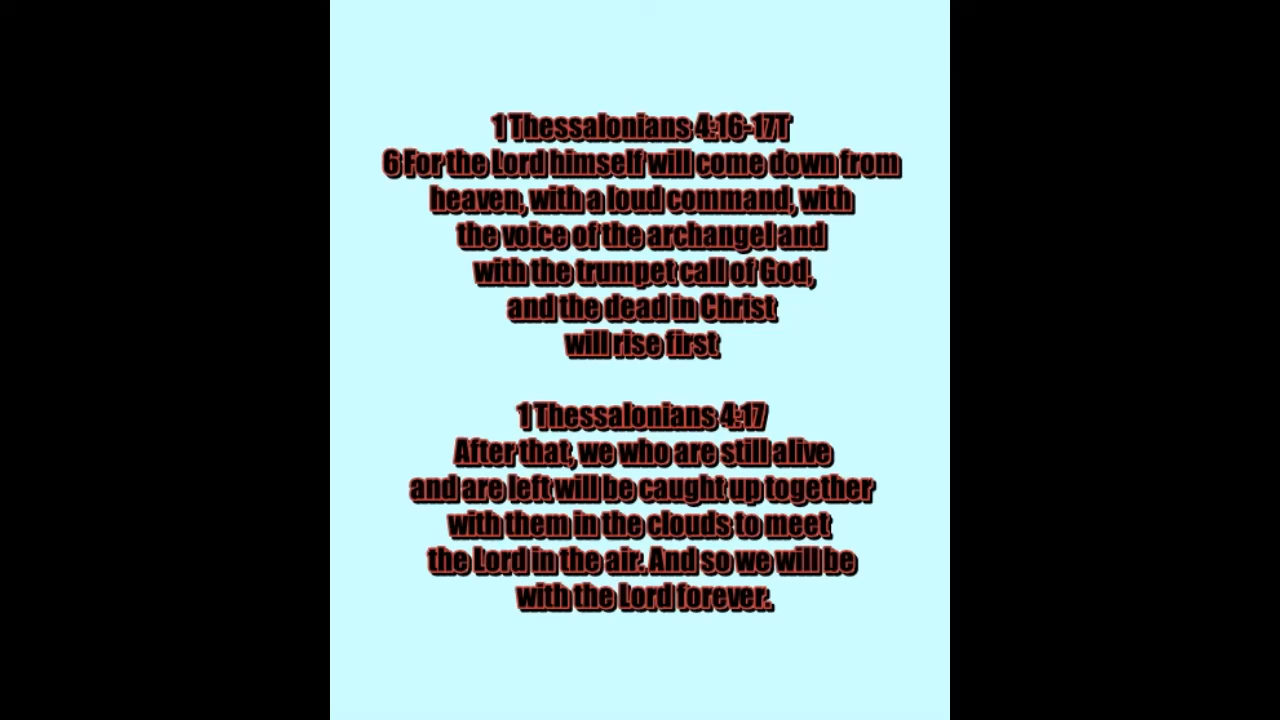 1 Thessalonians 4:16-17T
6 For the Lord himself will come down from
heaven, with a loud command, with
the voice of the archangel and
with the trumpet call of God,
and the dead in Christ
will rise first
1 Thessalonians 4:17
After that, we who are still alive
and are left will be caught up together
with them in the clouds to meet
the Lord in the air. And so we will be
with the Lord forever.